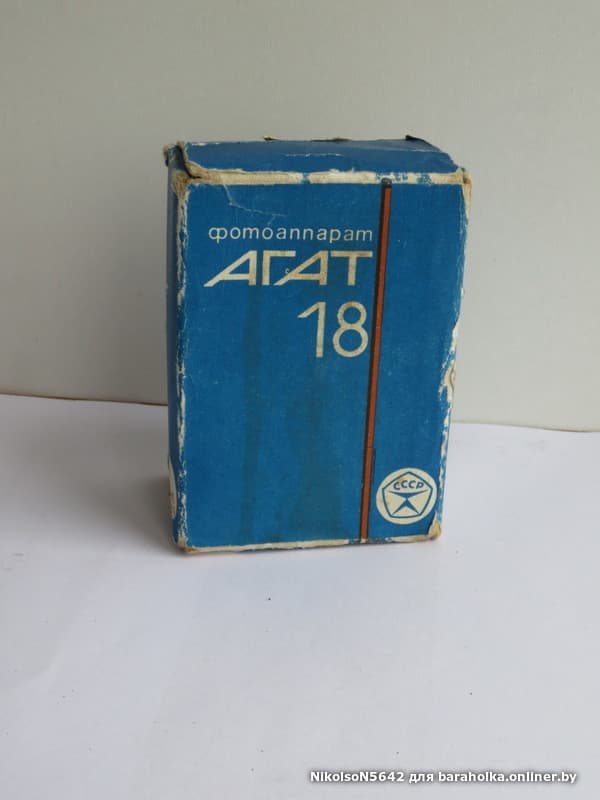 фотоаппарат
АГАТ
18
СССР
NikolsoN5642 для baraholka.onliner.by